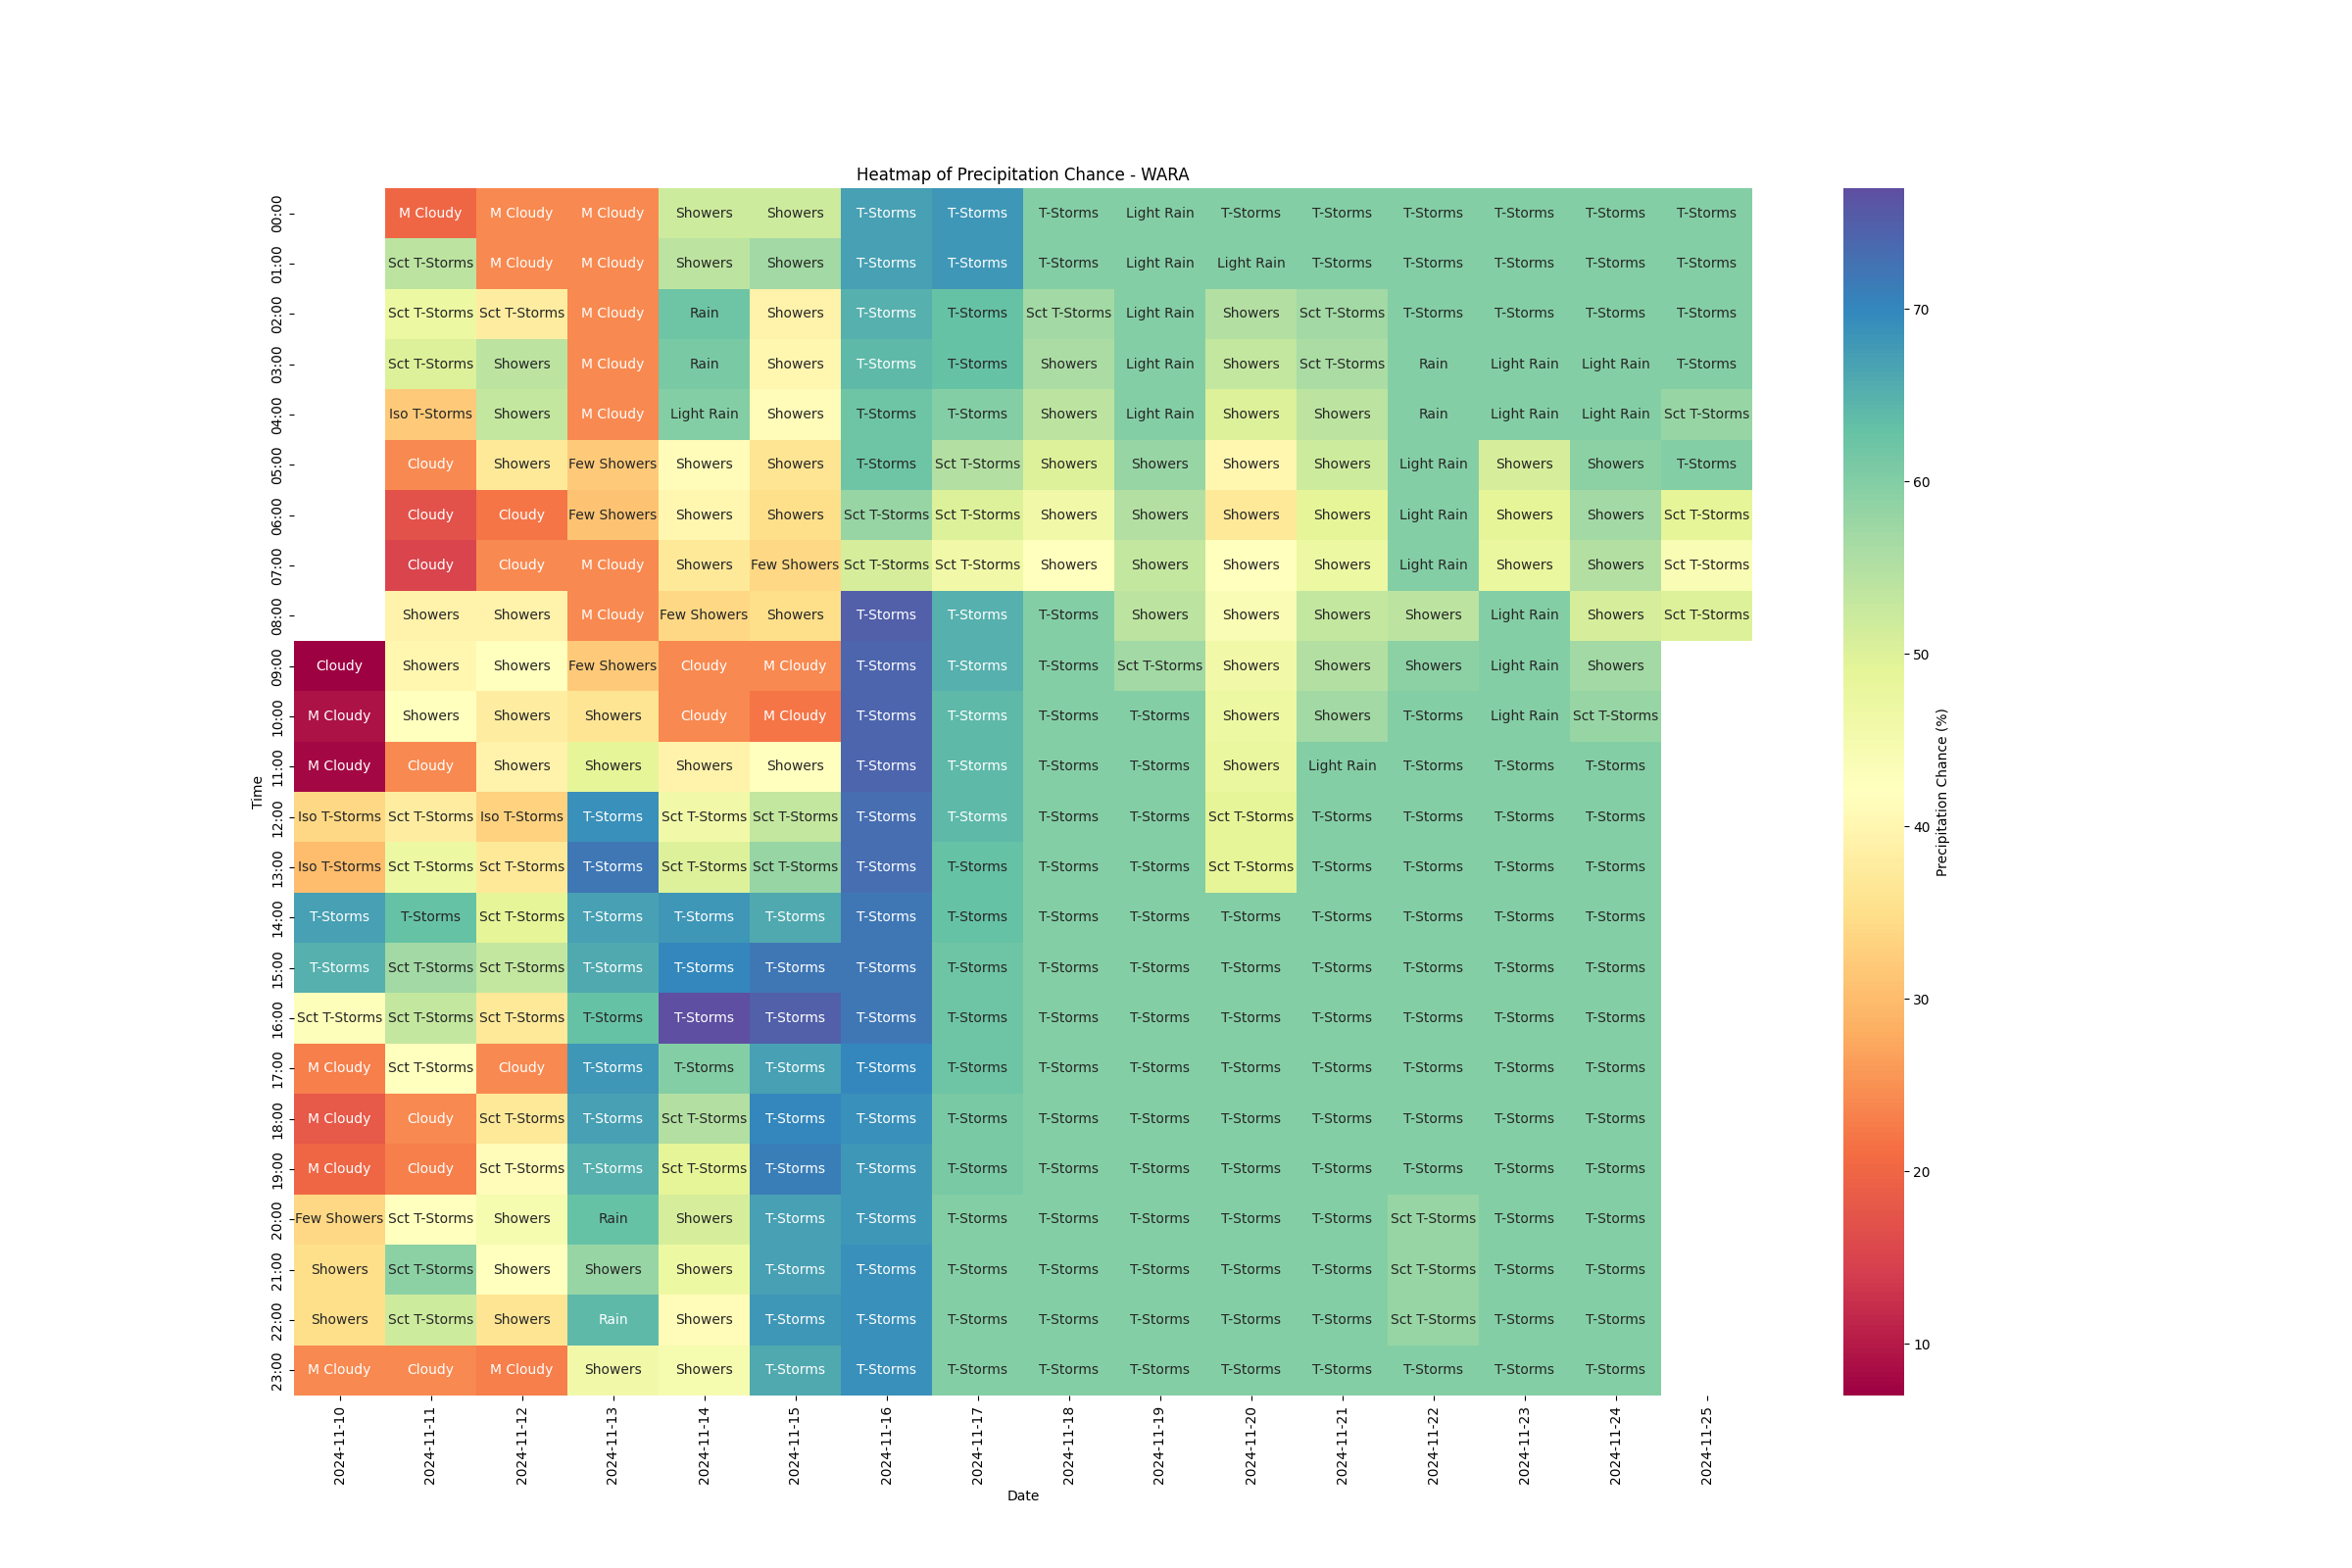 Heatmap of Precipitation Chance - WARA
00:00 M Cloudy M Cloudy M Cloudy Showers Showers T-Storms T-Storms T-Storms Light Rain T-Storms T-Storms T-Storms T-Storms T-Storms T-Storms
01:00 Sct T-Storms M Cloudy M Cloudy Showers Showers T-Storms T-Storms T-Storms Light Rain Light Rain T-Storms T-Storms T-Storms T-Storms T-Storms
02:00 Sct T-Storms Sct T-Storms M Cloudy Rain Showers T-Storms T-Storms Sct T-Storms Light Rain Showers Sct T-Storms T-Storms T-Storms T-Storms T-Storms
70
03:00 Sct T-Storms Showers M Cloudy Rain Showers T-Storms T-Storms Showers Light Rain Showers Sct T-Storms Rain Light Rain Light Rain T-Storms
04:00 Iso T-Storms Showers M Cloudy Light Rain Showers T-Storms T-Storms Showers Light Rain Showers Showers Rain Light Rain Light Rain Sct T-Storms
05:00 Cloudy Showers Few Showers Showers Showers T-Storms Sct T-Storms Showers Showers Showers Showers Light Rain Showers Showers T-Storms
60
06:00 Cloudy Cloudy Few Showers Showers Showers Sct T-Storms Sct T-Storms Showers Showers Showers Showers Light Rain Showers Showers Sct T-Storms
07:00 Cloudy Cloudy M Cloudy Showers Few Showers Sct T-Storms Sct T-Storms Showers Showers Showers Showers Light Rain Showers Showers Sct T-Storms
08:00 Showers Showers M Cloudy Few Showers Showers T-Storms T-Storms T-Storms Showers Showers Showers Showers Light Rain Showers Sct T-Storms
50
09:00 Cloudy Showers Showers Few Showers Cloudy M Cloudy T-Storms T-Storms T-Storms Sct T-Storms Showers Showers Showers Light Rain Showers
10:00 M Cloudy Showers Showers Showers Cloudy M Cloudy T-Storms T-Storms T-Storms T-Storms Showers Showers T-Storms Light Rain Sct T-Storms
11:00 M Cloudy Cloudy Showers Showers Showers Showers T-Storms T-Storms T-Storms T-Storms Showers Light Rain T-Storms T-Storms T-Storms
Time
Precipitation Chance (%)
12:00 Iso T-Storms Sct T-Storms Iso T-Storms T-Storms Sct T-Storms Sct T-Storms T-Storms T-Storms T-Storms T-Storms Sct T-Storms T-Storms T-Storms T-Storms T-Storms
40
13:00 Iso T-Storms Sct T-Storms Sct T-Storms T-Storms Sct T-Storms Sct T-Storms T-Storms T-Storms T-Storms T-Storms Sct T-Storms T-Storms T-Storms T-Storms T-Storms
14:00 T-Storms T-Storms Sct T-Storms T-Storms T-Storms T-Storms T-Storms T-Storms T-Storms T-Storms T-Storms T-Storms T-Storms T-Storms T-Storms
15:00 T-Storms Sct T-Storms Sct T-Storms T-Storms T-Storms T-Storms T-Storms T-Storms T-Storms T-Storms T-Storms T-Storms T-Storms T-Storms T-Storms
30
16:00 Sct T-Storms Sct T-Storms Sct T-Storms T-Storms T-Storms T-Storms T-Storms T-Storms T-Storms T-Storms T-Storms T-Storms T-Storms T-Storms T-Storms
17:00 M Cloudy Sct T-Storms Cloudy T-Storms T-Storms T-Storms T-Storms T-Storms T-Storms T-Storms T-Storms T-Storms T-Storms T-Storms T-Storms
18:00 M Cloudy Cloudy Sct T-Storms T-Storms Sct T-Storms T-Storms T-Storms T-Storms T-Storms T-Storms T-Storms T-Storms T-Storms T-Storms T-Storms
19:00 M Cloudy Cloudy Sct T-Storms T-Storms Sct T-Storms T-Storms T-Storms T-Storms T-Storms T-Storms T-Storms T-Storms T-Storms T-Storms T-Storms
20
20:00 Few Showers Sct T-Storms Showers Rain Showers T-Storms T-Storms T-Storms T-Storms T-Storms T-Storms T-Storms Sct T-Storms T-Storms T-Storms
21:00 Showers Sct T-Storms Showers Showers Showers T-Storms T-Storms T-Storms T-Storms T-Storms T-Storms T-Storms Sct T-Storms T-Storms T-Storms
22:00 Showers Sct T-Storms Showers Rain Showers T-Storms T-Storms T-Storms T-Storms T-Storms T-Storms T-Storms Sct T-Storms T-Storms T-Storms
10
23:00 M Cloudy Cloudy M Cloudy Showers Showers T-Storms T-Storms T-Storms T-Storms T-Storms T-Storms T-Storms T-Storms T-Storms T-Storms
2024-11-10 2024-11-11 2024-11-12 2024-11-13 2024-11-14 2024-11-15 2024-11-16 2024-11-17 2024-11-18 2024-11-19 2024-11-20 2024-11-21 2024-11-22 2024-11-23 2024-11-24 2024-11-25
Date